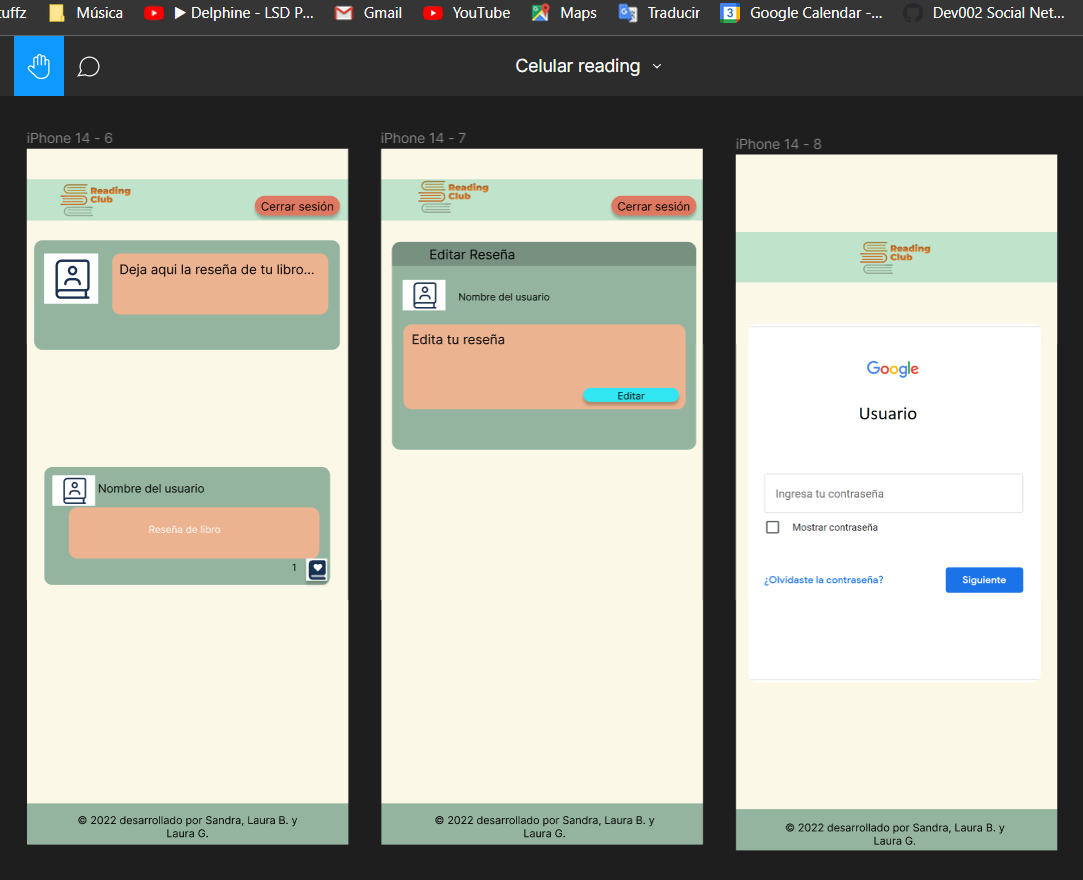 tuffz
Música
▶ Delphine - LSD P...
Gmail
YouTube
Maps
Traducir
3
Google Calendar -...
Dev002 Social Net...
Celular reading
iPhone 14 - 6
Reading
Club
Cerrar sesión
Deja aqui la reseña de tu libro...
Nombre del usuario
Reseña de libro
1
© 2022 desarrollado por Sandra, Laura B. y
Laura G.
iPhone 14 - 7
Reading
Club
Cerrar sesión
Editar Reseña
Nombre del usuario
Edita tu reseña
Editar
© 2022 desarrollado por Sandra, Laura B. y
Laura G.
iPhone 14 - 8
Reading
Club
Google
Usuario
Ingresa tu contraseña
Mostrar contraseña
¿Olvidaste la contraseña?
Siguiente
© 2022 desarrollado por Sandra, Laura B. y
Laura G.